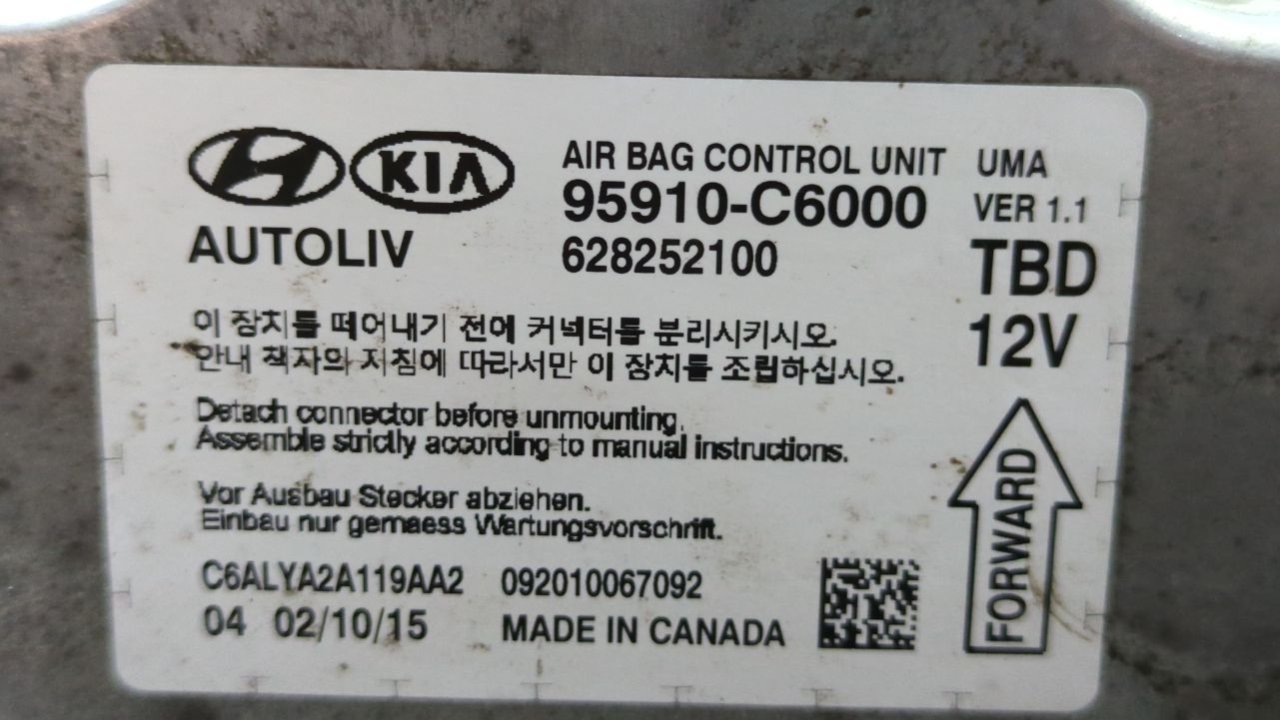 KIA
AUTOLIV
AIR BAG CONTROL UNIT
95910-C6000
628252100
UMA
VER 1.1
TBD
12V
이 장치를 떼어내기 전에 커넥터를 분리시키시오.
안내 책자의 지침에 따라서만 이 장치를 조립하십시오.
Detach connector before unmounting.
Assemble strictly according to manual instructions.
Vor Ausbau Stecker abziehen.
Einbau nur gemaess Wartungsvorschrift.
C6ALYA2A119AA2 092010067092
04 02/10/15 MADE IN CANADA
FORWARD